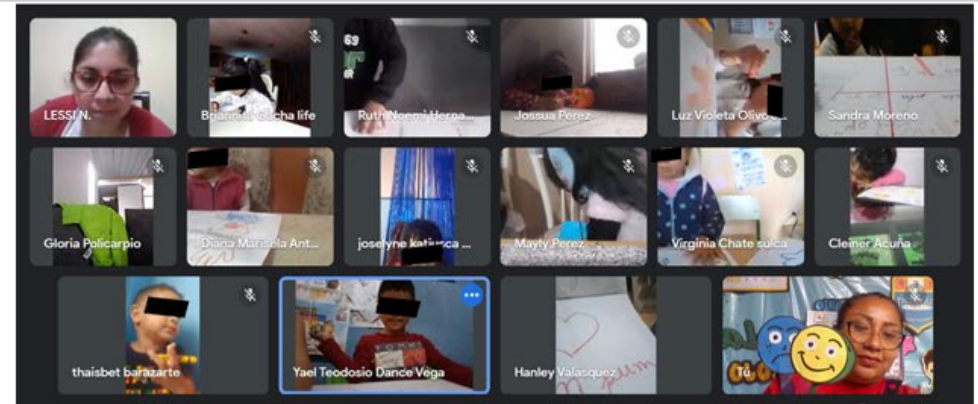 LESSI N.
Ruth Noemi Herna...
Jossua Perez
Luz Violeta Olivo
Sandra Moreno
Gloria Policarpio
Diana Marisela Ant...
joselyne katiusca ...
Mayly Perez
Virginia Chate sulca
Cleiner Acuña
thaisbet barazarte
Yael Teodosio Dance Vega
Hanley Velasquez
Tú